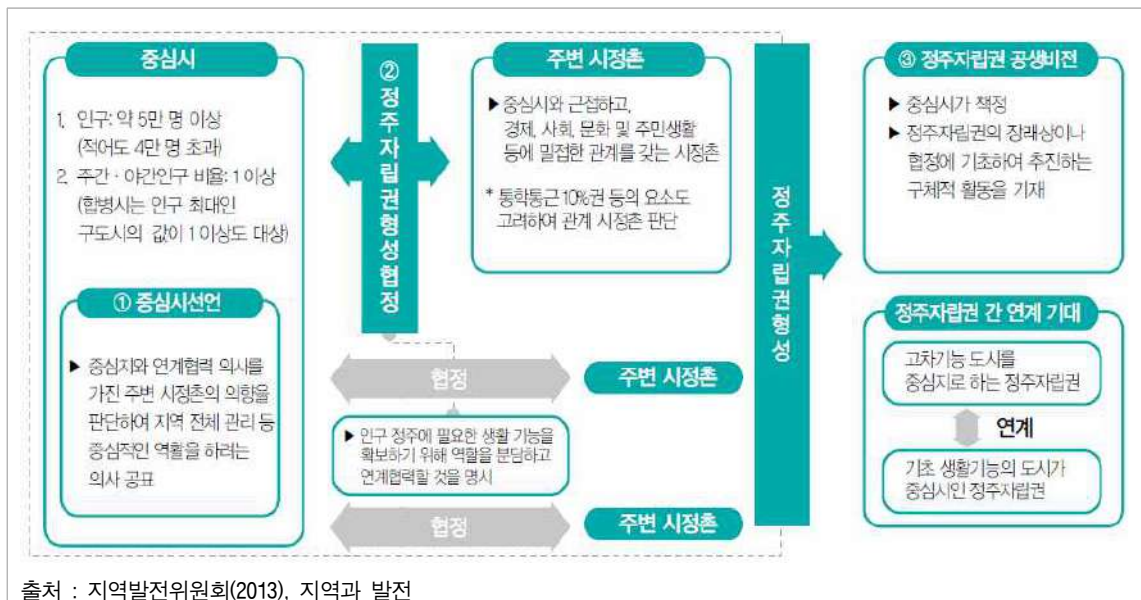 중심시
1. 인구: 약 5만 명 이상
(적어도 4만 명 초과)
2. 주간 · 야간인구 비율: 1 이상
(합병시는 인구 최대인
구도시의 값이 1 이상도 대상)
① 중심시선언
▶ 중심지와 연계협력 의사를
가진 주변 시정촌의 의향을
판단하여 지역 전체 관리 등
중심적인 역활을 하려는
의사 공표
② 정주자립권형성협정
주변 시정촌
▶ 중심시와 근접하고,
경제, 사회, 문화 및 주민생활
등에 밀접한 관계를 갖는 시정촌
* 통학통근 10%권 등의 요소도
고려하여 관계 시정촌 판단
협정
주변 시정촌
▶ 인구 정주에 필요한 생활 기능을
확보하기 위해 역할을 분담하고
연계협력할 것을 명시
협정
주변 시정촌
정주자립권형성
③ 정주자립권 공생비전
▶ 중심시가 책정
▶ 정주자립권의 장래상이나
협정에 기초하여 추진하는
구체적 활동을 기재
정주자립권 간 연계 기대
고차기능 도시를
중심지로 하는 정주자립권
연계
기초 생활기능의 도시가
중심시인 정주자립권
출처 : 지역발전위원회(2013), 지역과 발전